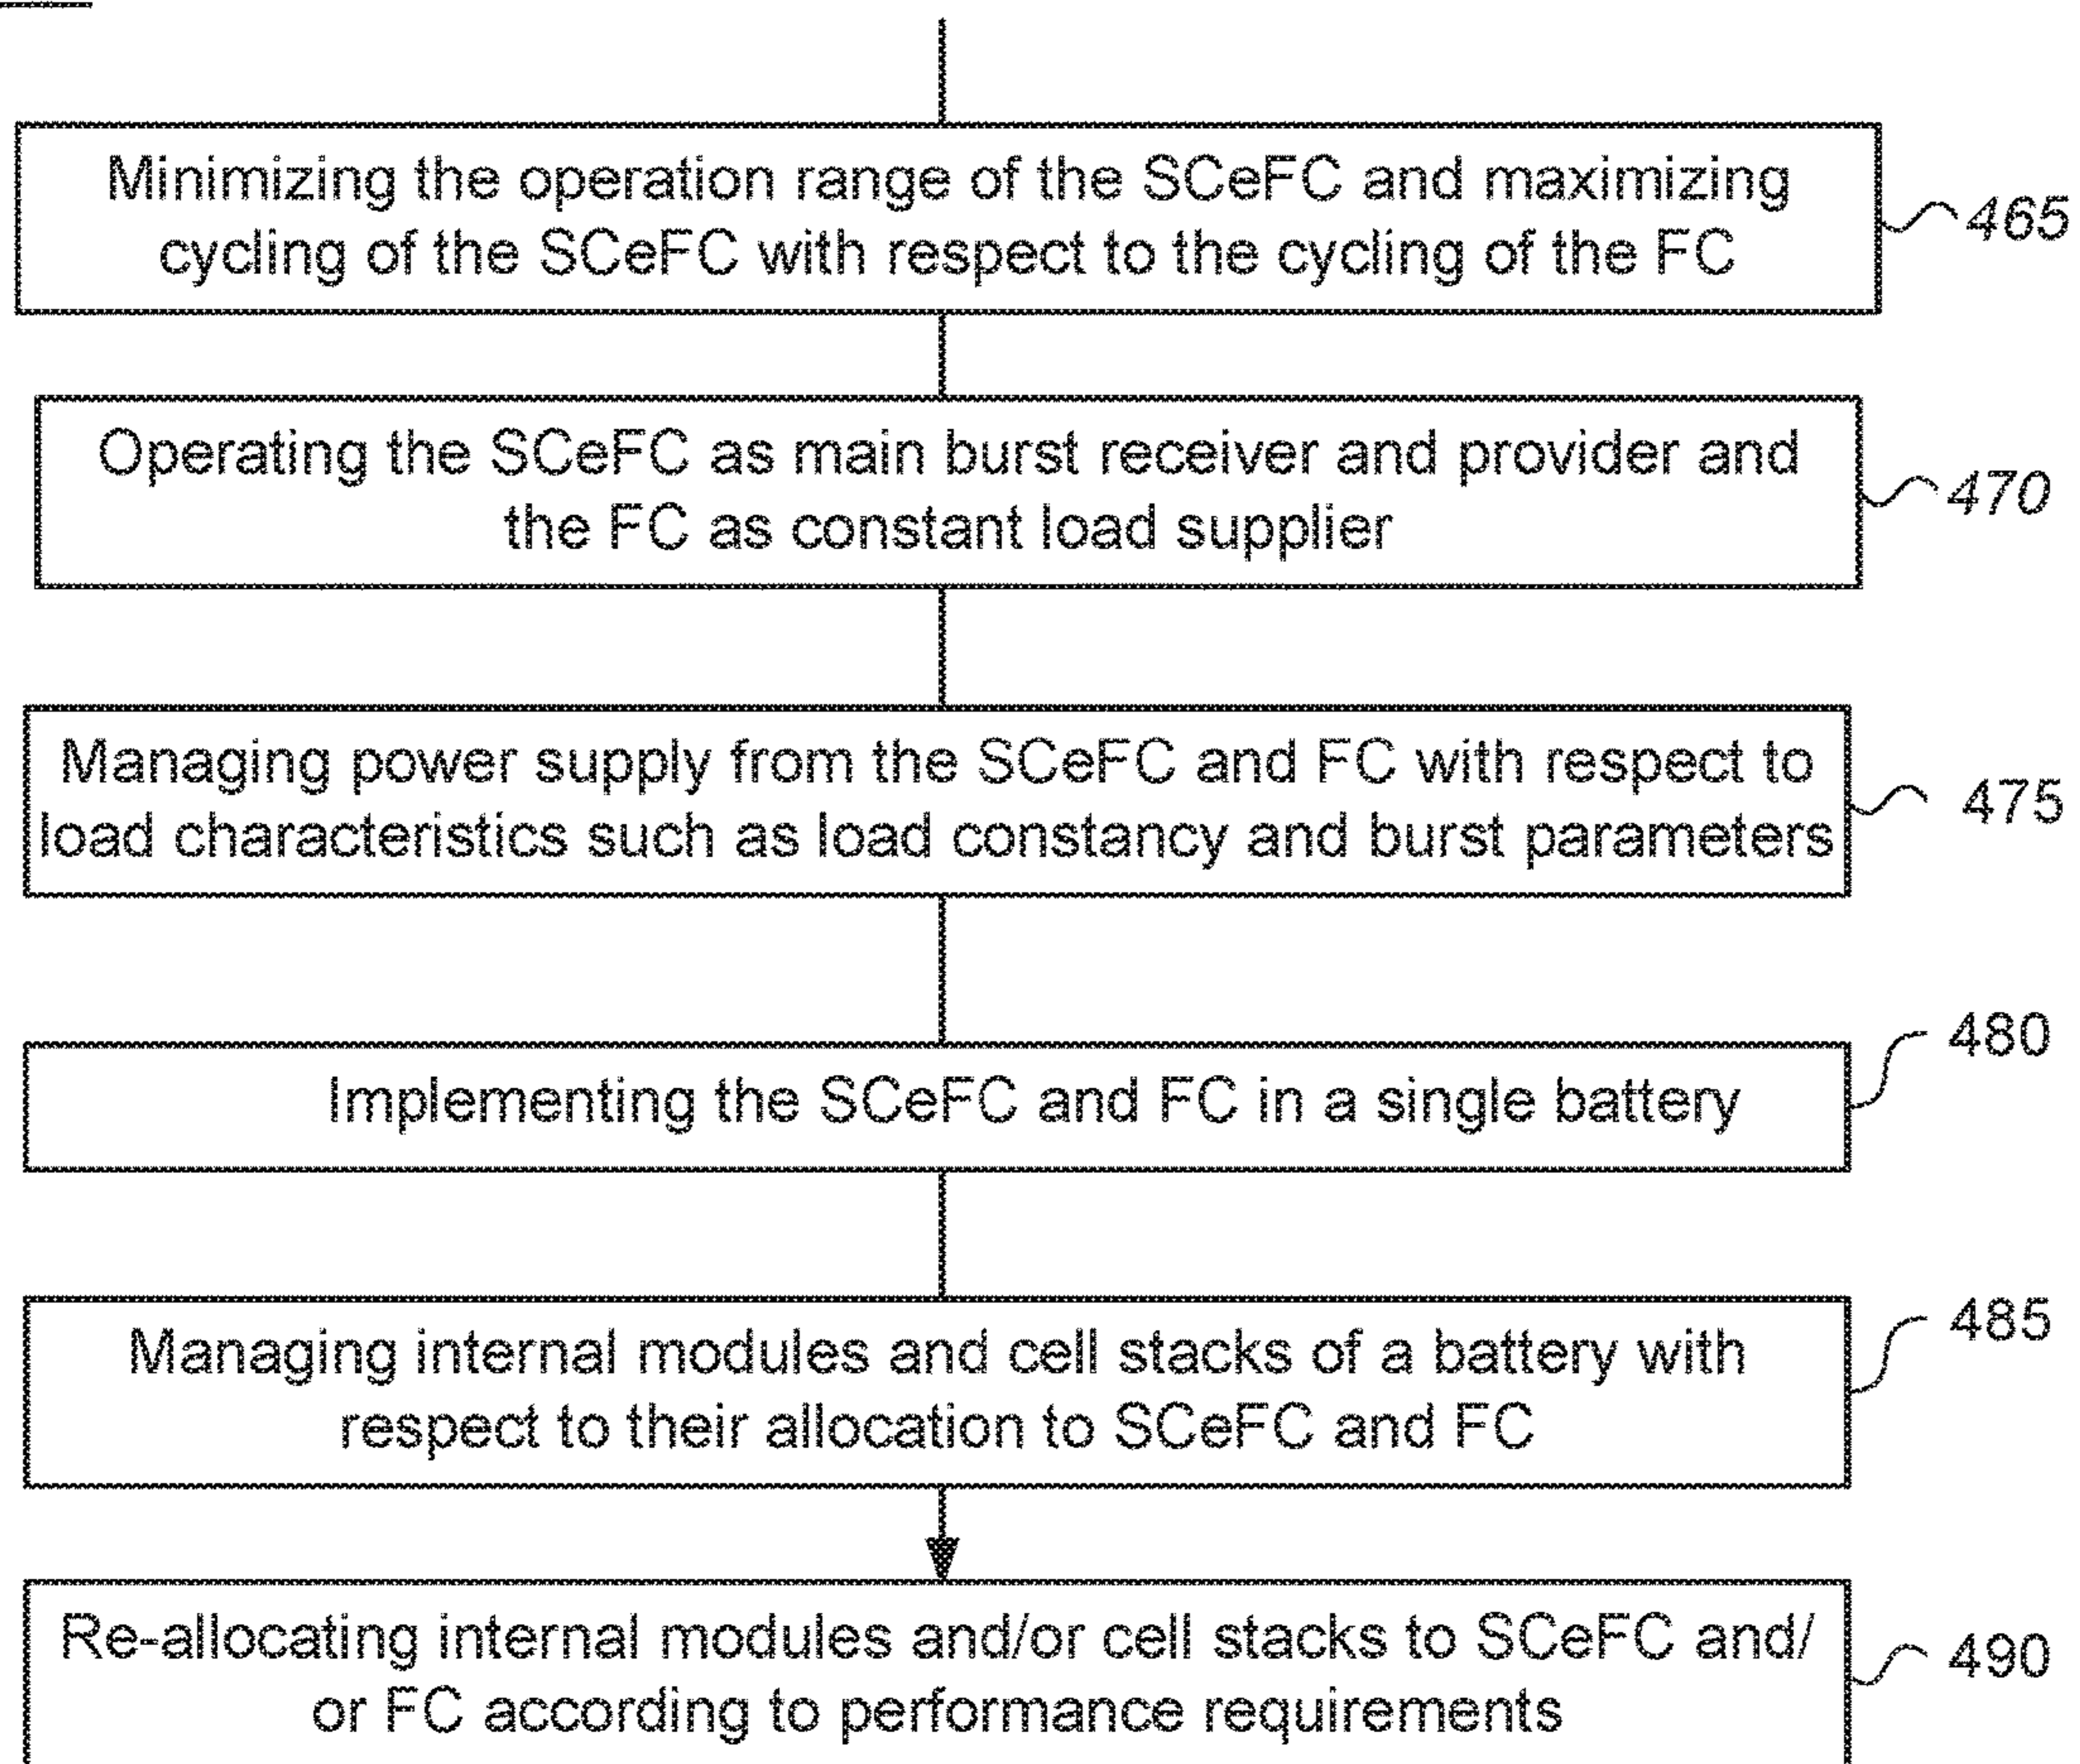 Minimizing the operation range of the SCeFC and maximizing
cycling of the SCeFC with respect to the cycling of the FC
465
Operating the SCeFC as main burst receiver and provider and
the FC as constant load supplier
470
Managing power supply from the SCeFC and FC with respect to
load characteristics such as load constancy and burst parameters
475
Implementing the SCeFC and FC in a single battery
480
Managing internal modules and cell stacks of a battery with
respect to their allocation to SCeFC and FC
485
Re-allocating internal modules and/or cell stacks to SCeFC and/
or FC according to performance requirements
490